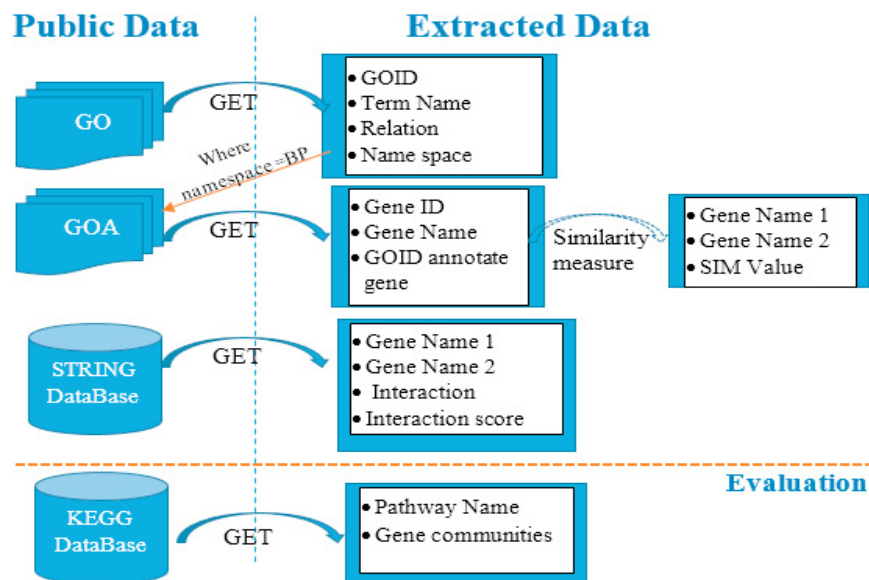 Public Data
Extracted Data
GO
GET
• GOID
• Term Name
• Relation
• Name space
Where
namespace =BP
GOA
GET
• Gene ID
• Gene Name
• GOID annotate
gene
Similarity
measure
• Gene Name 1
• Gene Name 2
• SIM Value
STRING
DataBase
GET
• Gene Name 1
• Gene Name 2
• Interaction
• Interaction score
Evaluation
KEGG
DataBase
GET
• Pathway Name
• Gene communities